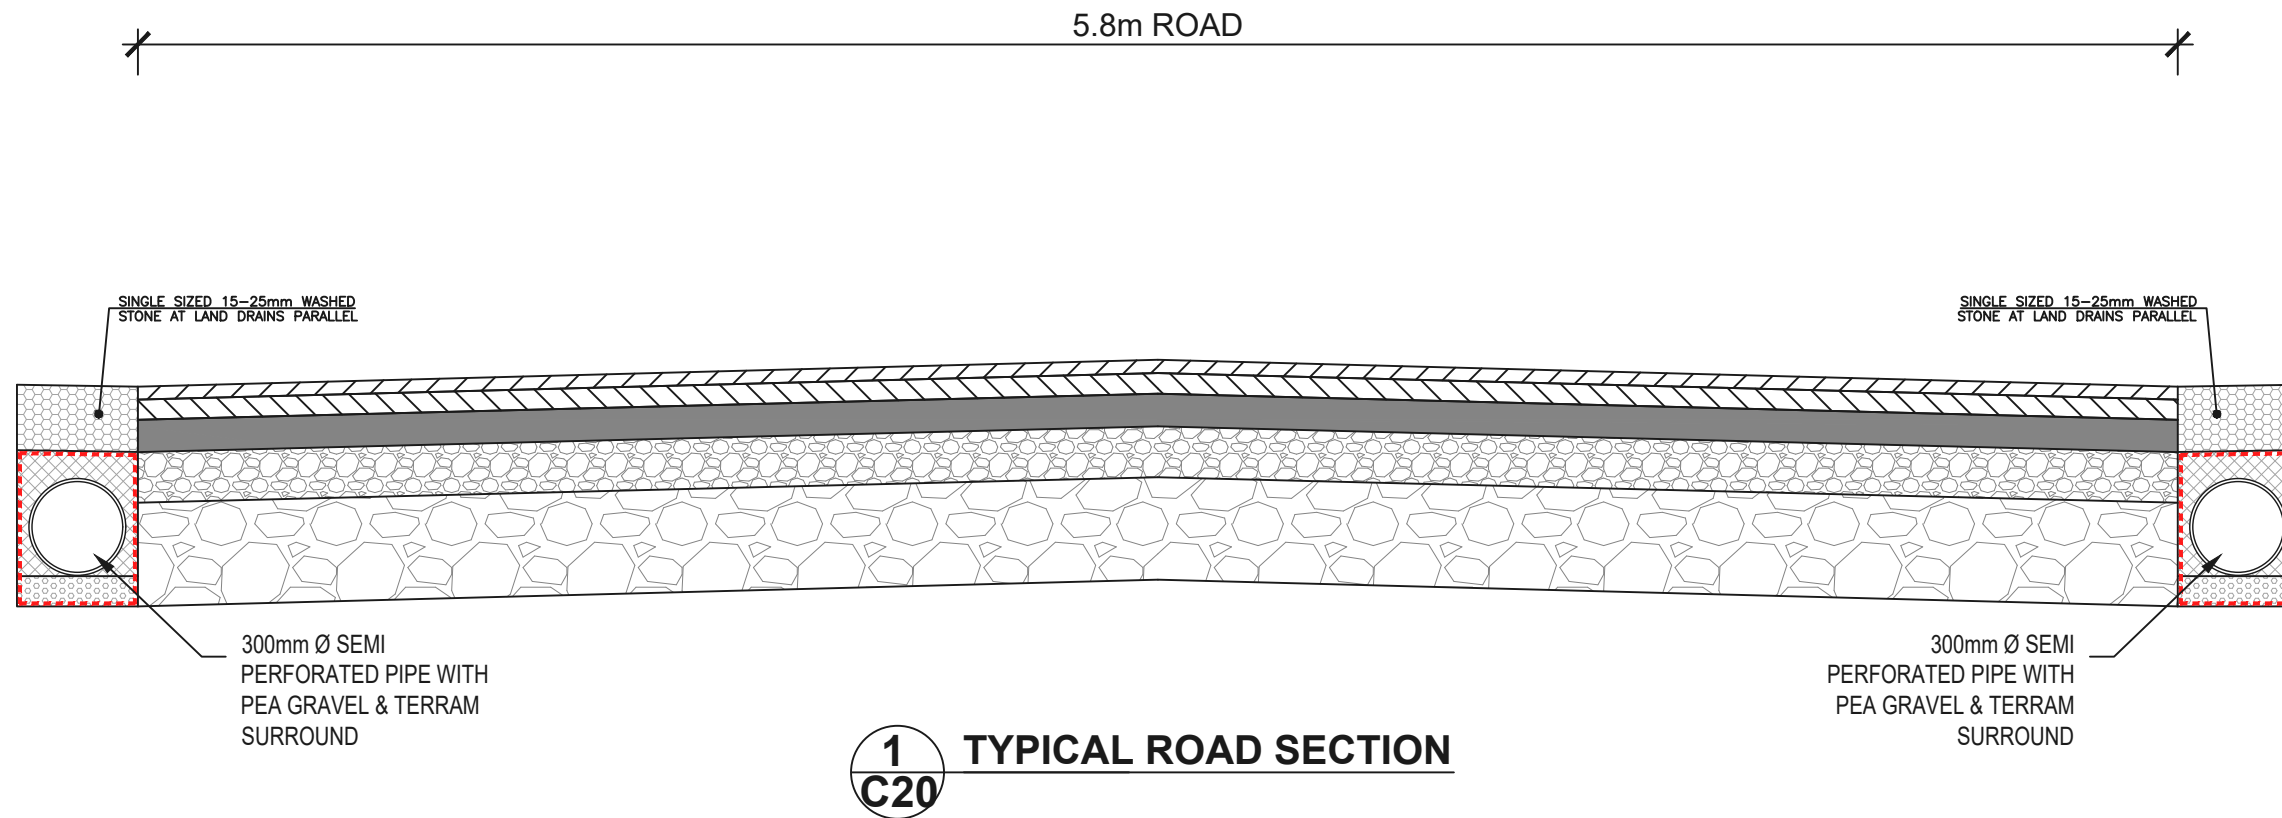 5.8m ROAD
SINGLE SIZED 15-25mm WASHED
STONE AT LAND DRAINS PARALLEL
SINGLE SIZED 15-25mm WASHED
STONE AT LAND DRAINS PARALLEL
300mm Ø SEMI
PERFORATED PIPE WITH
PEA GRAVEL & TERRAM
SURROUND
300mm Ø SEMI
PERFORATED PIPE WITH
PEA GRAVEL & TERRAM
SURROUND
1
C20
TYPICAL ROAD SECTION